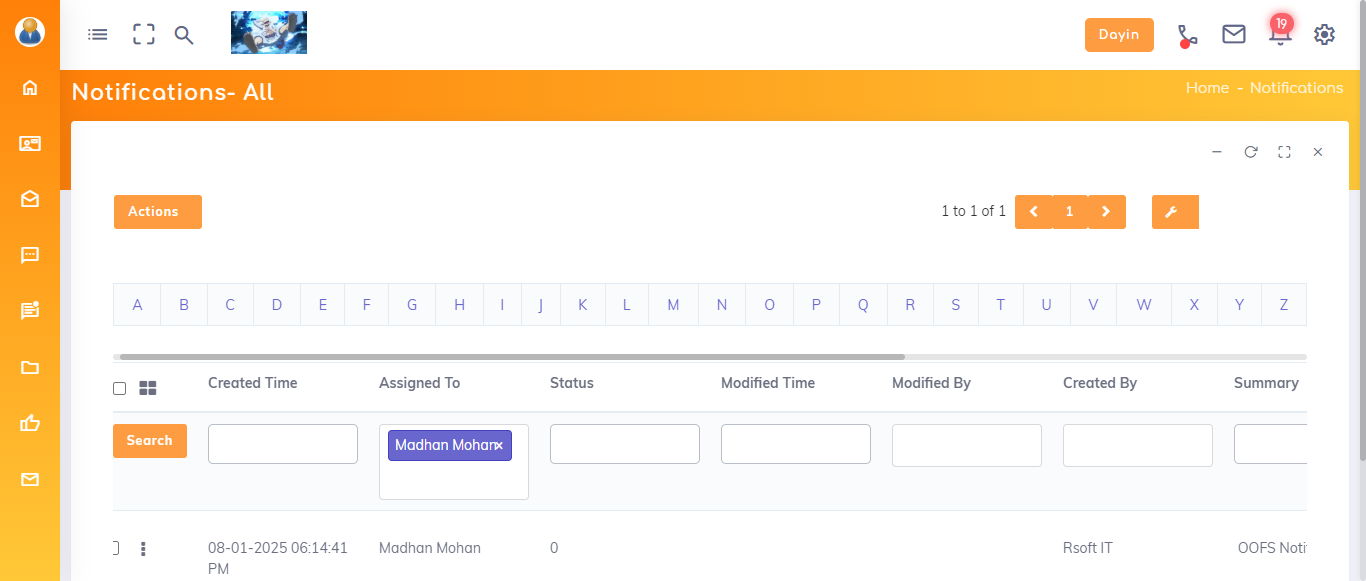 Dayin
19
Notifications- All
Home - Notifications
Actions
1 to 1 of 1
1
A B C D E F G H I J K L M N O P Q R S T U V W X Y Z
Created Time Assigned To Status Modified Time Modified By Created By Summary
Search
Madhan Mohan×
08-01-2025 06:14:41 Madhan Mohan 0 Rsoft IT OOFS Noti
PM